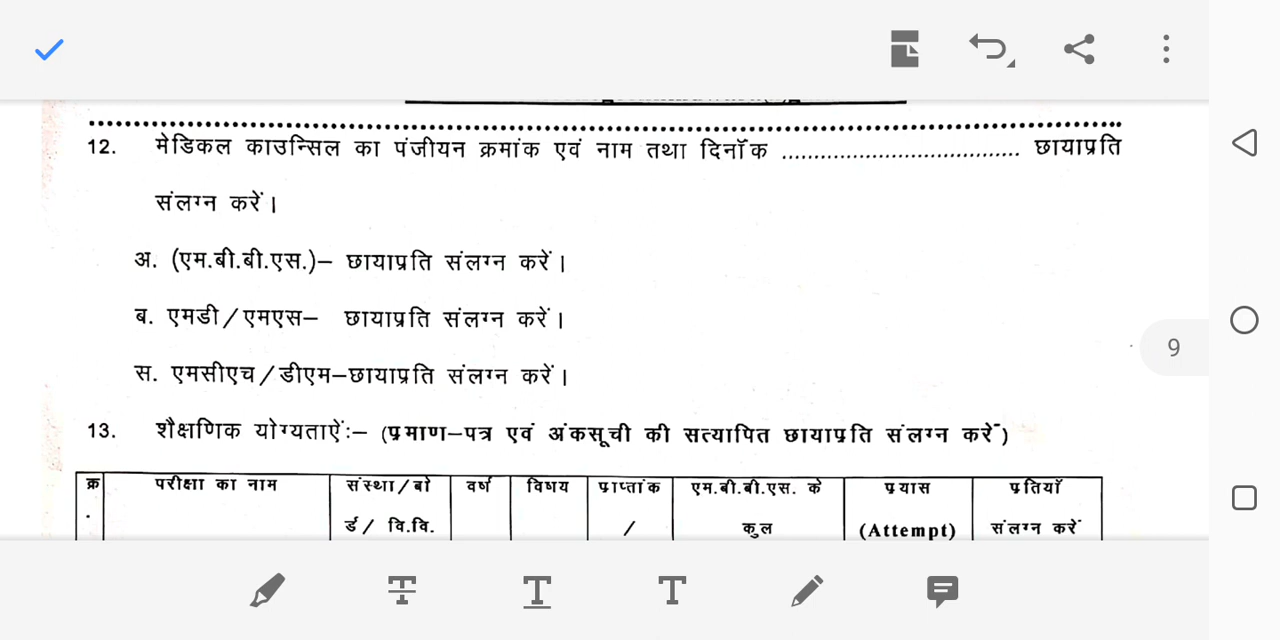 12. मेडिकल काउन्सिल का पंजीयन क्रमांक एवं नाम तथा दिनॉंक ..................................... छायाप्रति
संलग्न करें।
अ. (एम.बी.बी.एस.)– छायाप्रति संलग्न करें।
ब. एमडी/एमएस– छायाप्रति संलग्न करें।
स. एमसीएच/डीएम–छायाप्रति संलग्न करें।
9
13. शैक्षणिक योग्यताऐं:– (प्रमाण–पत्र एवं अंकसूची की सत्यापित छायाप्रति संलग्न करें)
क्र परीक्षा का नाम संस्था/बो वर्ष विषय प्राप्तांक एम.बी.बी.एस. के प्रयास प्रतियॉं
. र्ड/ वि.वि. / कुल (Attempt) संलग्न करें